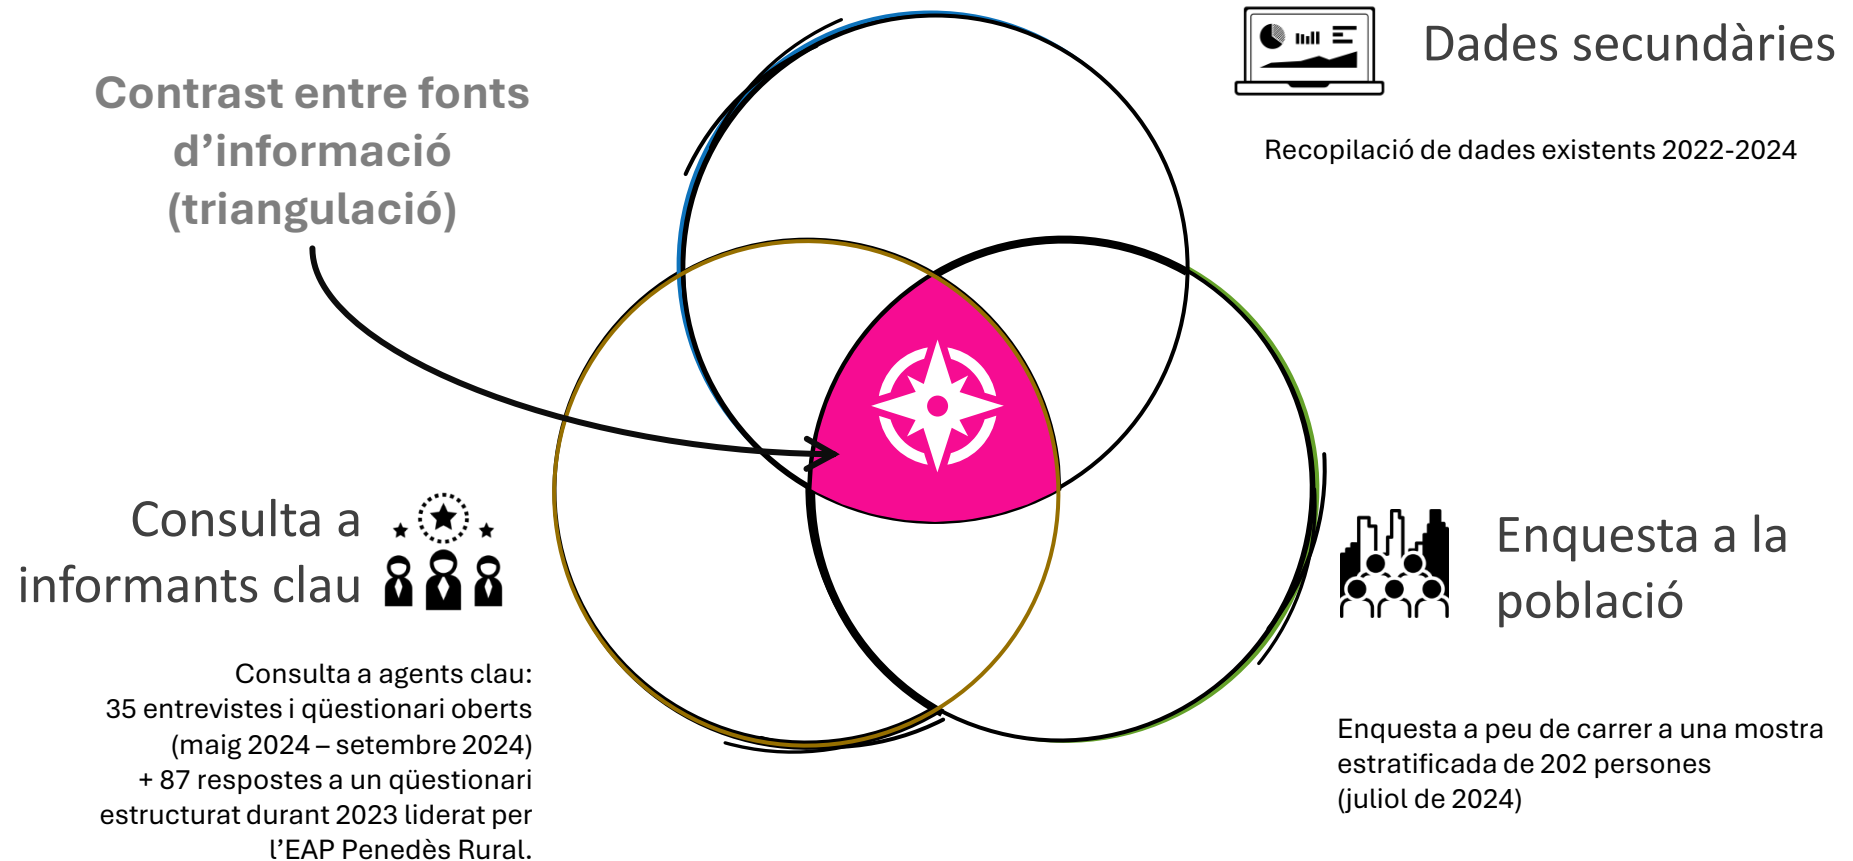 Contrast entre fonts
d’informació
(triangulació)
Dades secundàries
Recopilació de dades existents 2022-2024
Consulta a
informants clau
Consulta a agents clau:
35 entrevistes i qüestionari oberts
(maig 2024 – setembre 2024)
+ 87 respostes a un qüestionari
estructurat durant 2023 liderat per
l’EAP Penedès Rural.
Enquesta a la
població
Enquesta a peu de carrer a una mostra
estratificada de 202 persones
(juliol de 2024)